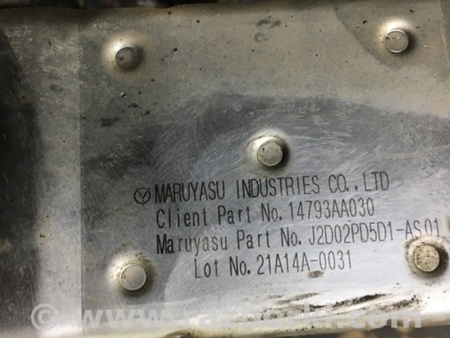 MARUYASU INDUSTRIES CO., LTD
Client Part No. 14793AA030
Maruyasu Part No. J2D02PD5D1-AS01
Lot No. 21A14A-0031